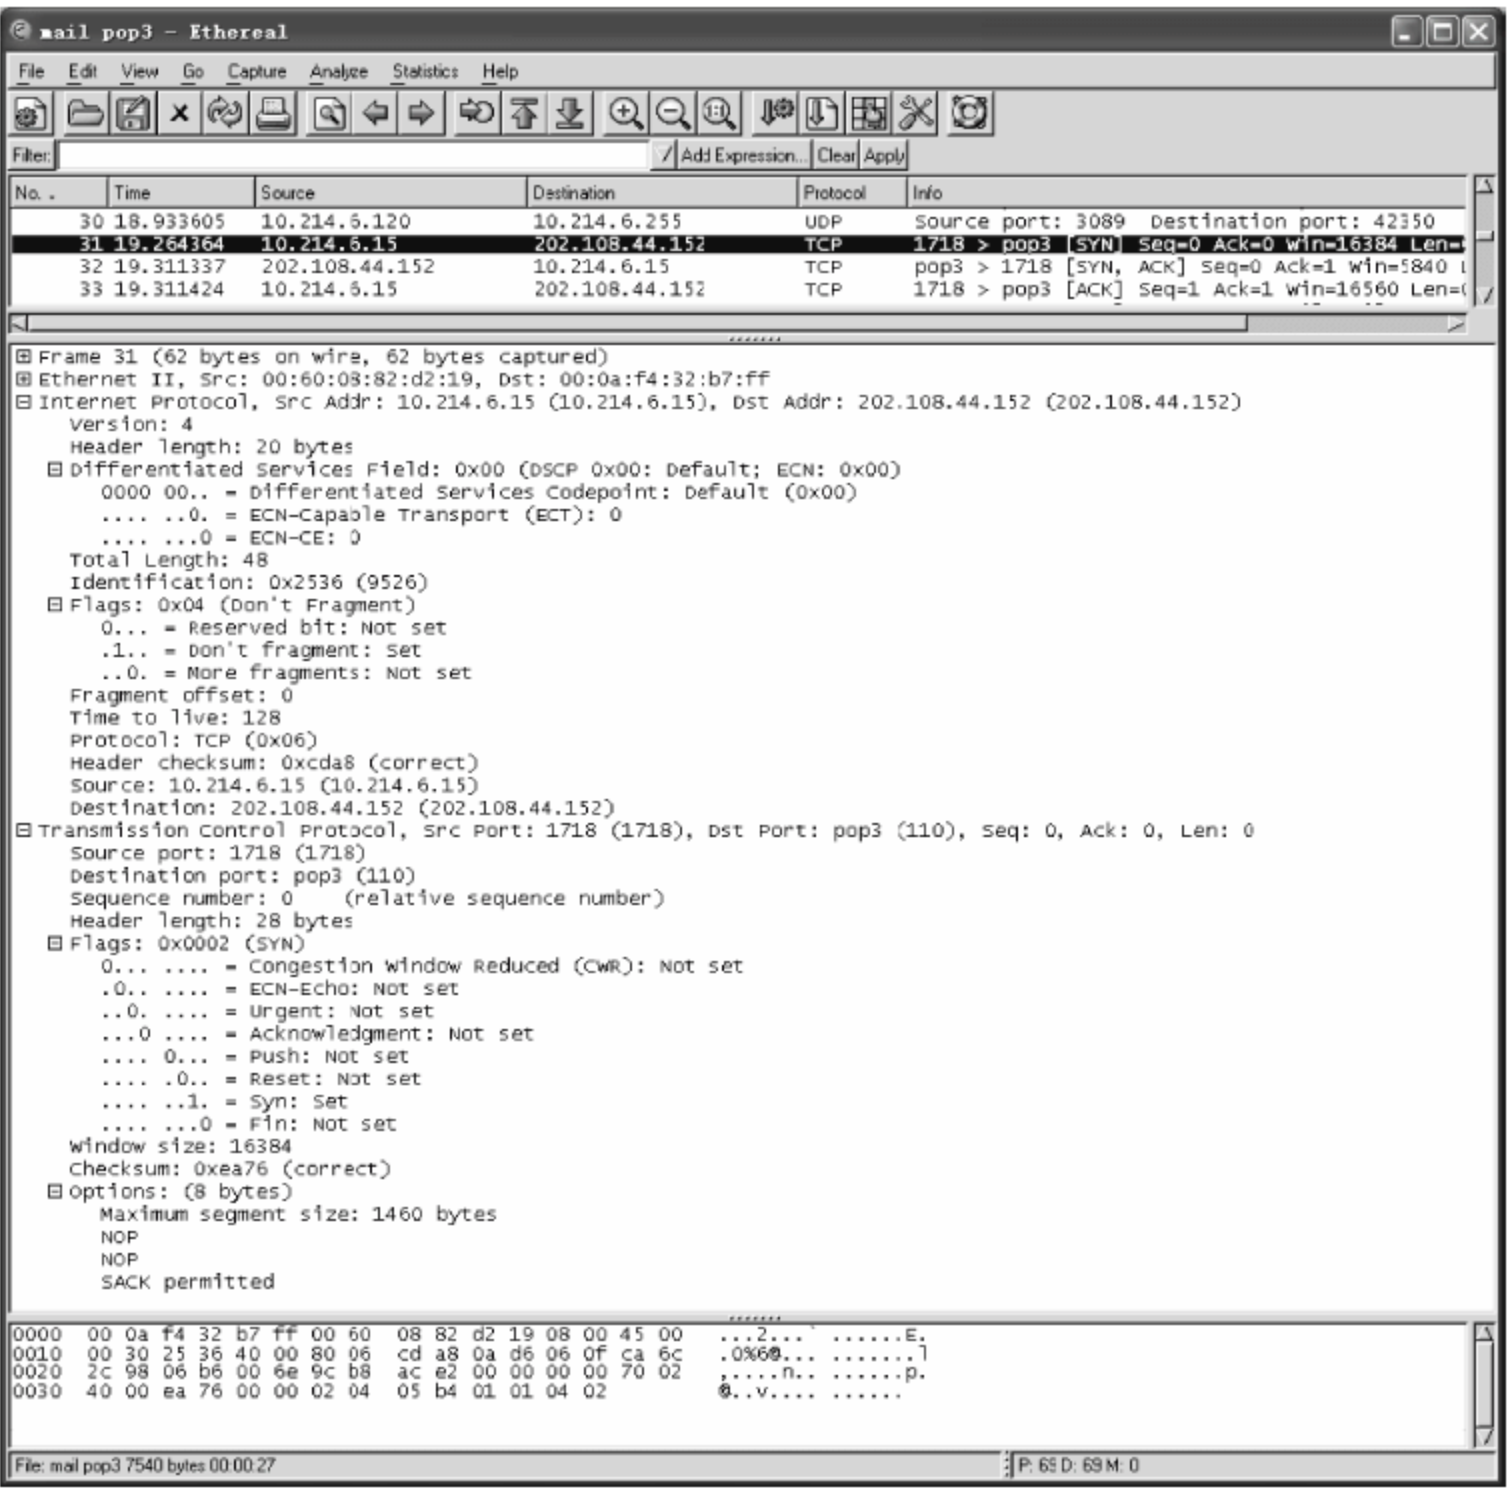 mail pop3 - Ethereal
File Edit View Go Capture Analyze Statistics Help
Filter: Add Expression... Clear Apply
No. . Time Source Destination Protocol Info
30 18.933605 10.214.6.120 10.214.6.255 UDP Source port: 3089 Destination port: 42350
31 19.264364 10.214.6.15 202.108.44.152 TCP 1718 > pop3 [SYN] Seq=0 Ack=0 Win=16384 Len=
32 19.311337 202.108.44.152 10.214.6.15 TCP pop3 > 1718 [SYN, ACK] Seq=0 Ack=1 Win=5840 L
33 19.311424 10.214.6.15 202.108.44.152 TCP 1718 > pop3 [ACK] Seq=1 Ack=1 Win=16560 Len=
Frame 31 (62 bytes on wire, 62 bytes captured)
Ethernet II, Src: 00:60:08:82:d2:19, Dst: 00:0a:f4:32:b7:ff
Internet Protocol, Src Addr: 10.214.6.15 (10.214.6.15), Dst Addr: 202.108.44.152 (202.108.44.152)
Version: 4
Header length: 20 bytes
Differentiated Services Field: 0x00 (DSCP 0x00: Default; ECN: 0x00)
0000 00.. = Differentiated Services Codepoint: Default (0x00)
.... ..0. = ECN-Capable Transport (ECT): 0
.... ...0 = ECN-CE: 0
Total Length: 48
Identification: 0x2536 (9526)
Flags: 0x04 (Don't Fragment)
0... = Reserved bit: Not set
.1.. = Don't fragment: Set
..0. = More fragments: Not set
Fragment offset: 0
Time to live: 128
Protocol: TCP (0x06)
Header checksum: 0xcda8 (correct)
Source: 10.214.6.15 (10.214.6.15)
Destination: 202.108.44.152 (202.108.44.152)
Transmission Control Protocol, Src Port: 1718 (1718), Dst Port: pop3 (110), Seq: 0, Ack: 0, Len: 0
Source port: 1718 (1718)
Destination port: pop3 (110)
Sequence number: 0 (relative sequence number)
Header length: 28 bytes
Flags: 0x0002 (SYN)
0... .... = Congestion Window Reduced (CWR): Not set
.0.. .... = ECN-Echo: Not set
..0. .... = Urgent: Not set
...0 .... = Acknowledgment: Not set
.... 0... = Push: Not set
.... .0.. = Reset: Not set
.... ..1. = Syn: Set
.... ...0 = Fin: Not set
Window size: 16384
Checksum: 0xea76 (correct)
Options: (8 bytes)
Maximum segment size: 1460 bytes
NOP
NOP
SACK permitted
0000 00 0a f4 32 b7 ff 00 60 08 82 d2 19 08 00 45 00 ...2...` ......E.
0010 00 30 25 36 40 00 80 06 cd a8 0a d6 06 0f ca 6c .0%6@... .......l
0020 2c 98 06 b6 00 6e 9c b8 ac e2 00 00 00 00 70 02 ,....n.. ......p.
0030 40 00 ea 76 00 00 02 04 05 b4 01 01 04 02 @..v.... ......
File: mail pop3 7540 bytes 00:00:27 P: 69 D: 69 M: 0